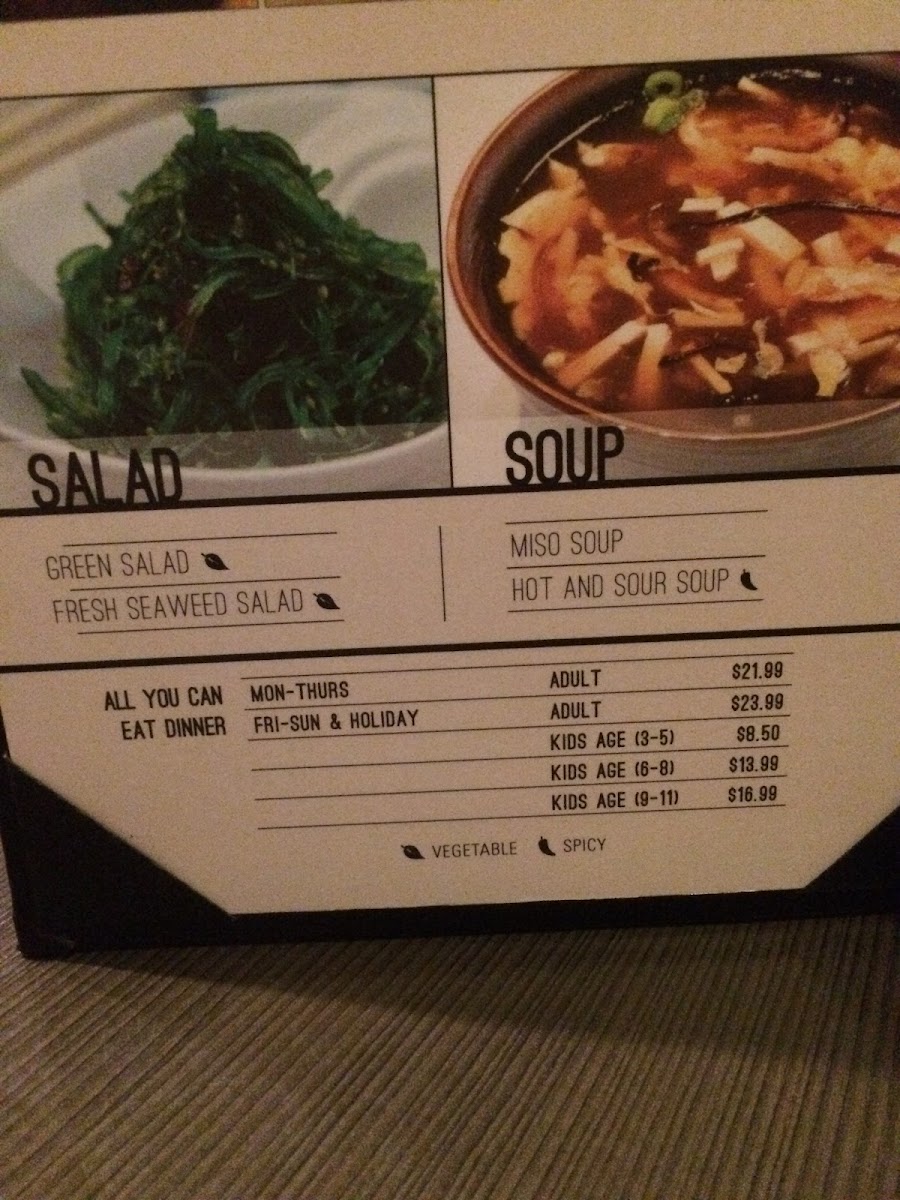 SALAD
GREEN SALAD
FRESH SEAWEED SALAD
SOUP
MISO SOUP
HOT AND SOUR SOUP
ALL YOU CAN
EAT DINNER
MON-THURS ADULT $21.99
FRI-SUN & HOLIDAY ADULT $23.99
KIDS AGE (3-5) $8.50
KIDS AGE (6-8) $13.99
KIDS AGE (9-11) $16.99
VEGETABLE SPICY